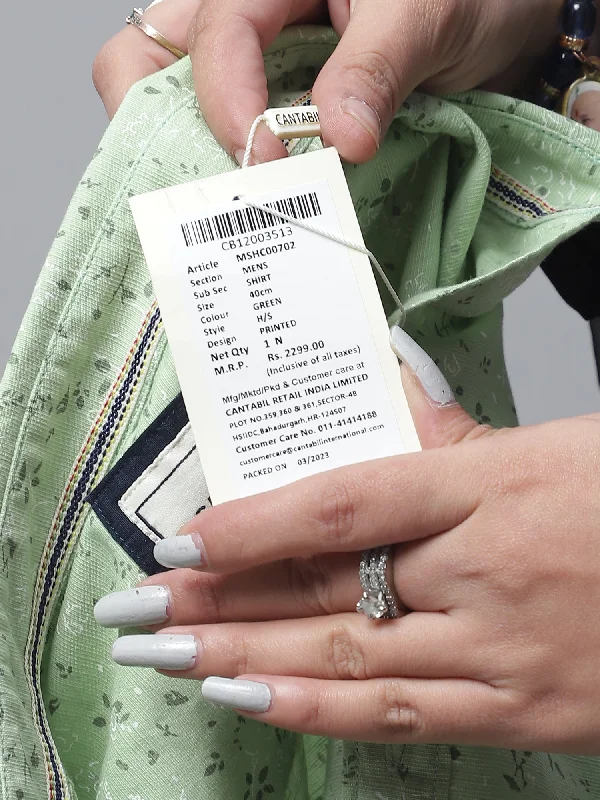 CANTABIL
CB12003513
Article MSHC00702
Section MENS
Sub Sec SHIRT
Size 40cm
Colour GREEN
Style H/S
Design PRINTED
Net Qty 1 N
M.R.P. Rs. 2299.00
(Inclusive of all taxes)
Mfg/Mktd/Pkd & Customer care at
CANTABIL RETAIL INDIA LIMITED
PLOT NO.359,360 & 361,SECTOR-4B
HSIIDC,Bahadurgarh,HR-124507
Customer Care No. 011-41414188
customercare@cantabilinternational.com
PACKED ON 03/2023